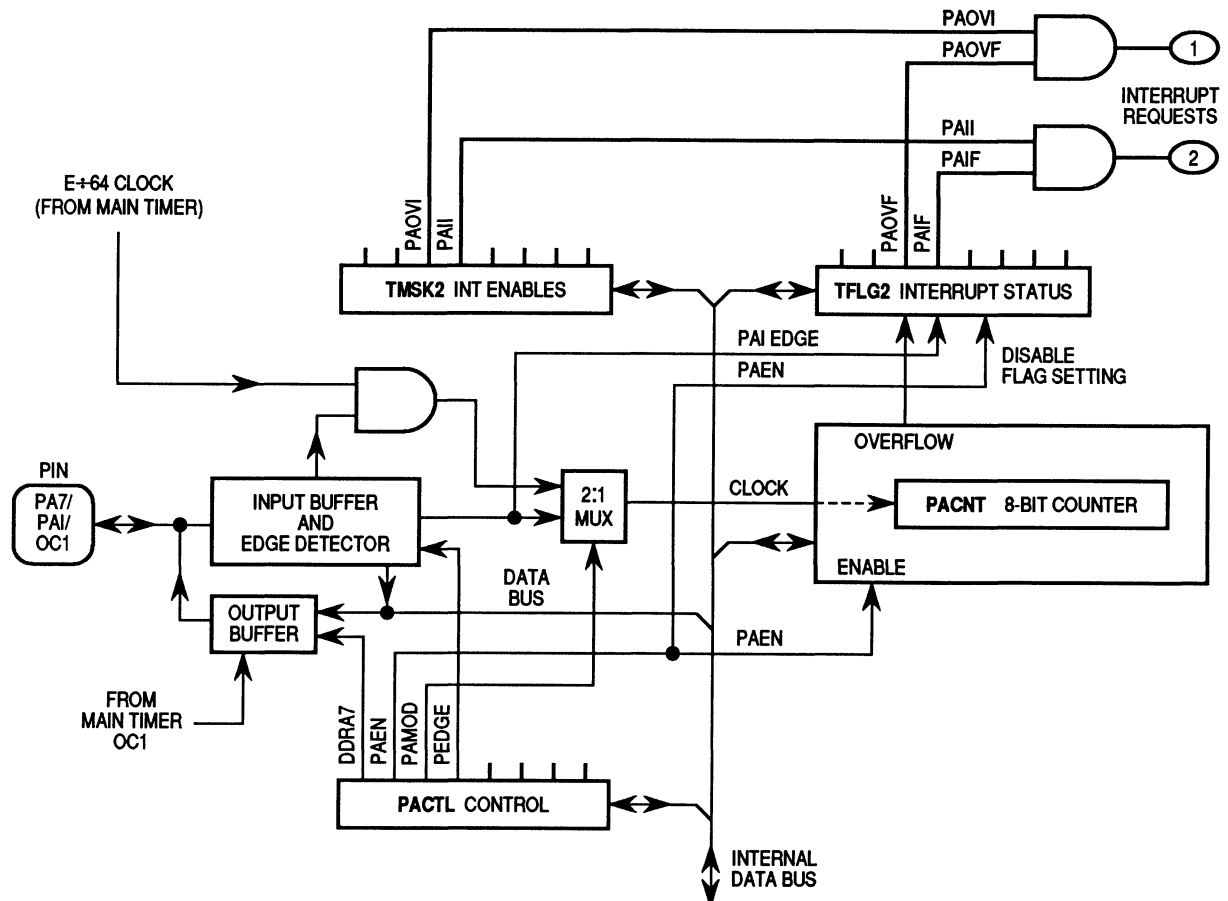 PAOVI
PAOVF
1
INTERRUPT
REQUESTS
PAII
PAIF
2
E÷64 CLOCK
(FROM MAIN TIMER)
PAOVI
PAII
PAOVF
PAIF
TMSK2 INT ENABLES
TFLG2 INTERRUPT STATUS
PAI EDGE
PAEN
DISABLE
FLAG SETTING
OVERFLOW
PIN
PA7/
PAI/
OC1
INPUT BUFFER
AND
EDGE DETECTOR
2:1
MUX
CLOCK
PACNT 8-BIT COUNTER
ENABLE
DATA
BUS
OUTPUT
BUFFER
PAEN
FROM
MAIN TIMER
OC1
DDRA7
PAEN
PAMOD
PEDGE
PACTL CONTROL
INTERNAL
DATA BUS